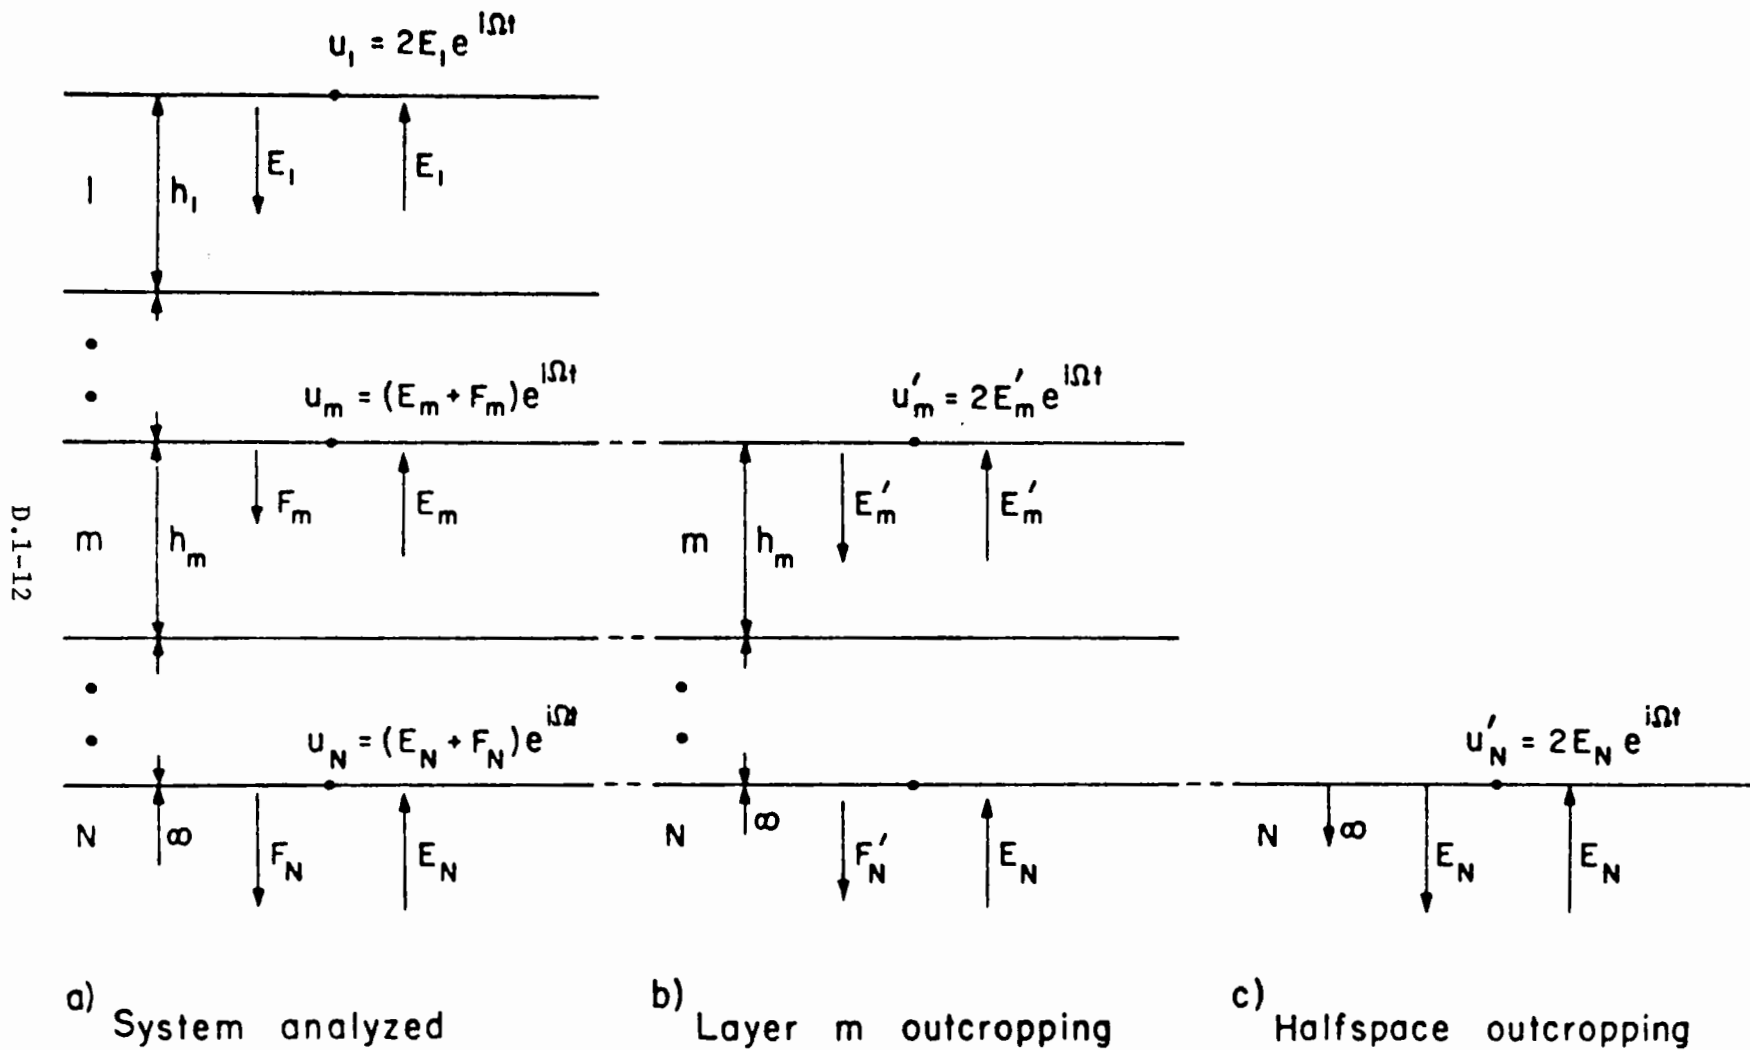 u₁ = 2E₁e^{iΩt}
E₁
E₁
1
h₁
u_m = (E_m + F_m)e^{iΩt}
u′_m = 2E′_m e^{iΩt}
F_m
E_m
E′_m
E′_m
m
h_m
m
h_m
D.1-12
u_N = (E_N + F_N)e^{iΩt}
u′_N = 2E_N e^{iΩt}
N
∞
F_N
E_N
N
∞
F′_N
E_N
N
∞
E_N
E_N
a) System analyzed
b) Layer m outcropping
c) Halfspace outcropping